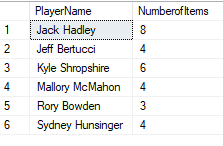 PlayerName NumberofItems
1 Jack Hadley 8
2 Jeff Bertucci 4
3 Kyle Shropshire 6
4 Mallory McMahon 4
5 Rory Bowden 3
6 Sydney Hunsinger 4